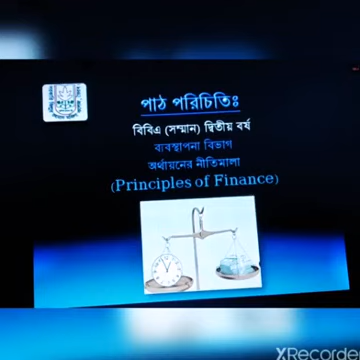 পাঠ পরিচিতিঃ
বিবিএ (সম্মান) দ্বিতীয় বর্ষ
ব্যবস্থাপনা বিভাগ
অর্থায়নের নীতিমালা
(Principles of Finance)
XRecorder